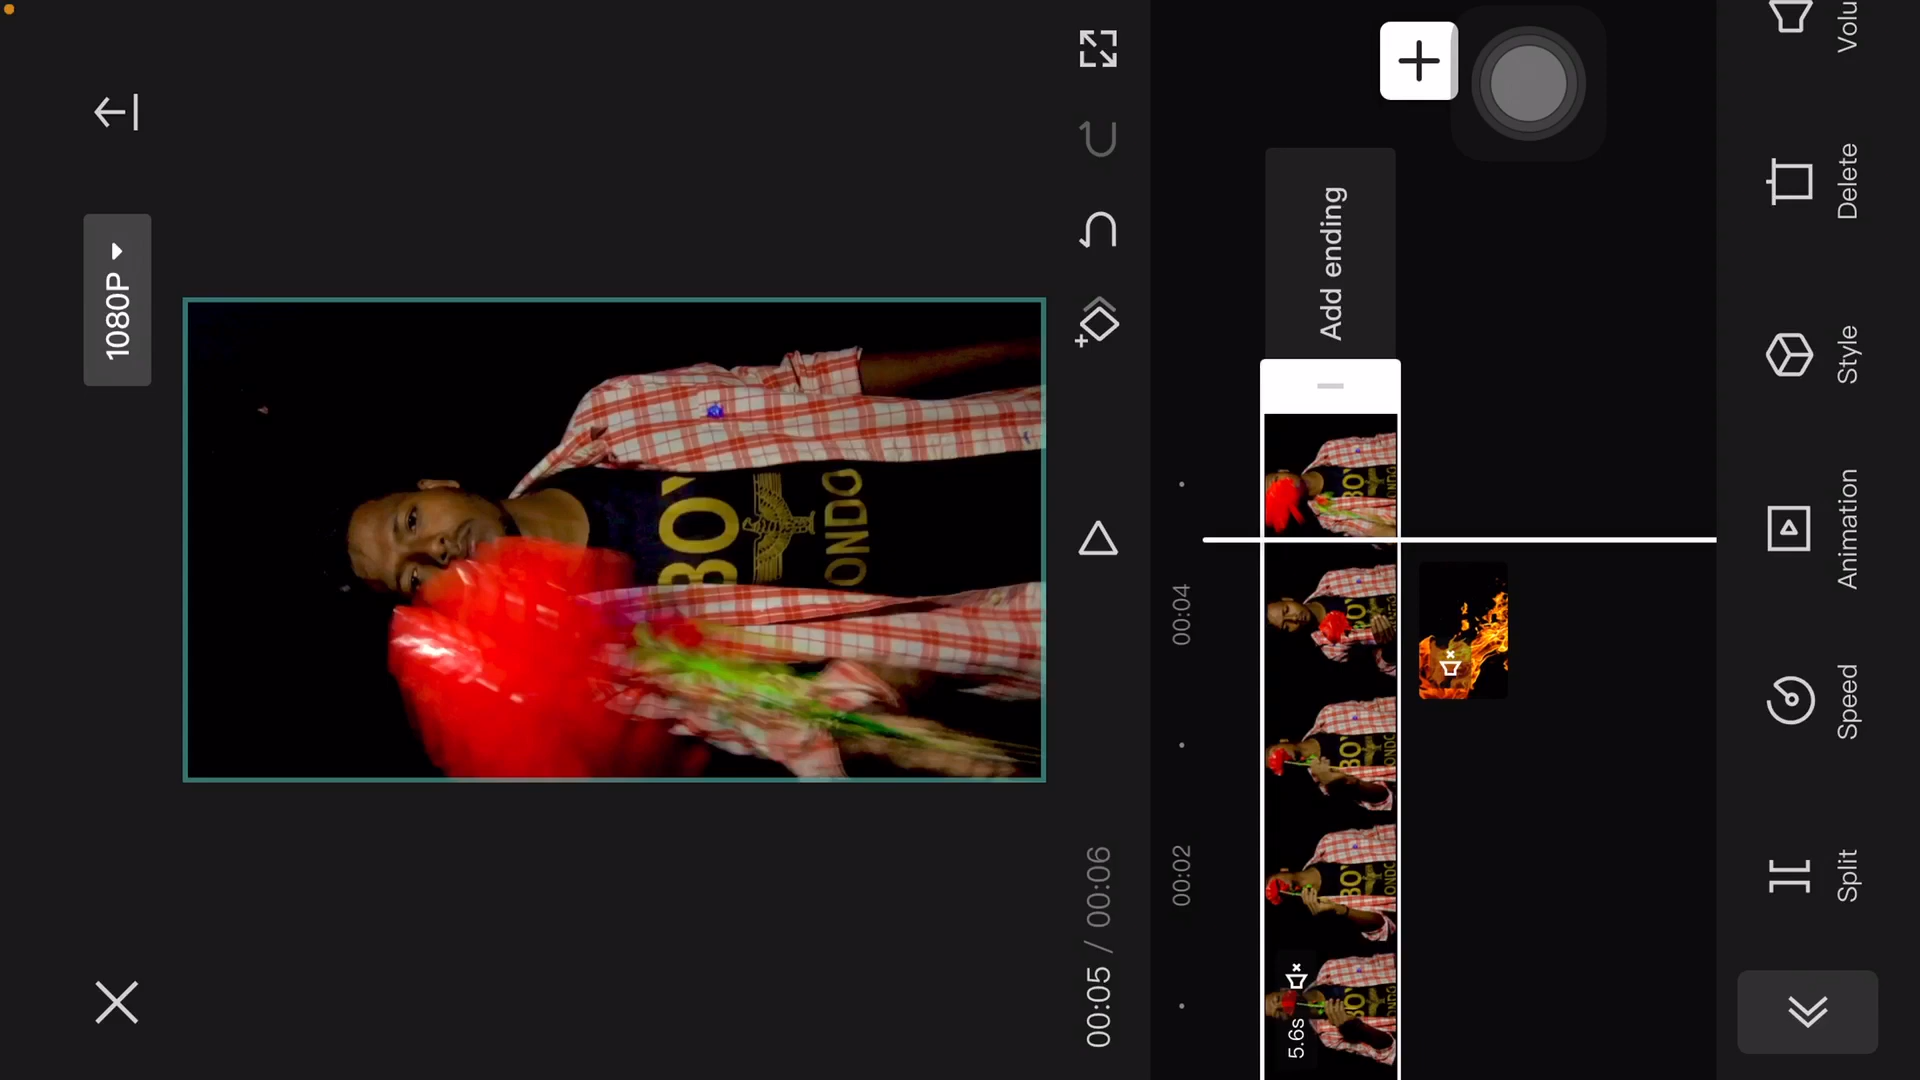 1080P
BOY
ONDO
00:05 / 00:06
00:02
00:04
Add ending
5.6s
Split
Speed
Animation
Style
Delete
Volu